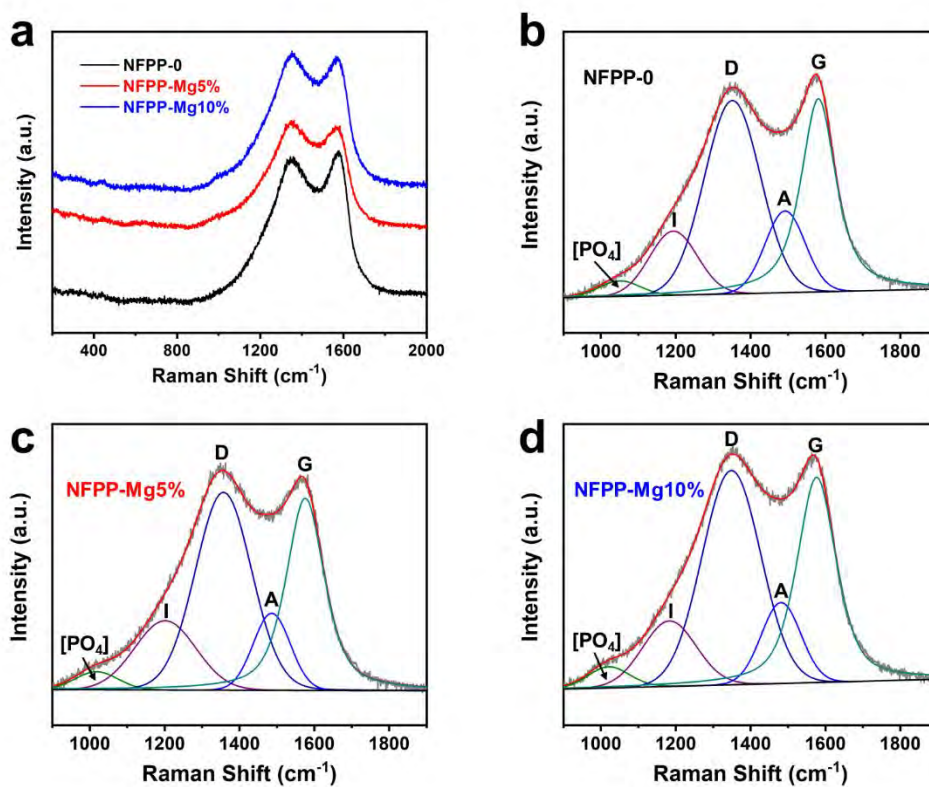 a
NFPP-0
NFPP-Mg5%
NFPP-Mg10%
Intensity (a.u.)
400 800 1200 1600 2000
Raman Shift (cm⁻¹)
b
NFPP-0
D
G
A
I
[PO₄]
Intensity (a.u.)
1000 1200 1400 1600 1800
Raman Shift (cm⁻¹)
c
NFPP-Mg5%
D
G
A
I
[PO₄]
Intensity (a.u.)
1000 1200 1400 1600 1800
Raman Shift (cm⁻¹)
d
NFPP-Mg10%
D
G
A
I
[PO₄]
Intensity (a.u.)
1000 1200 1400 1600 1800
Raman Shift (cm⁻¹)